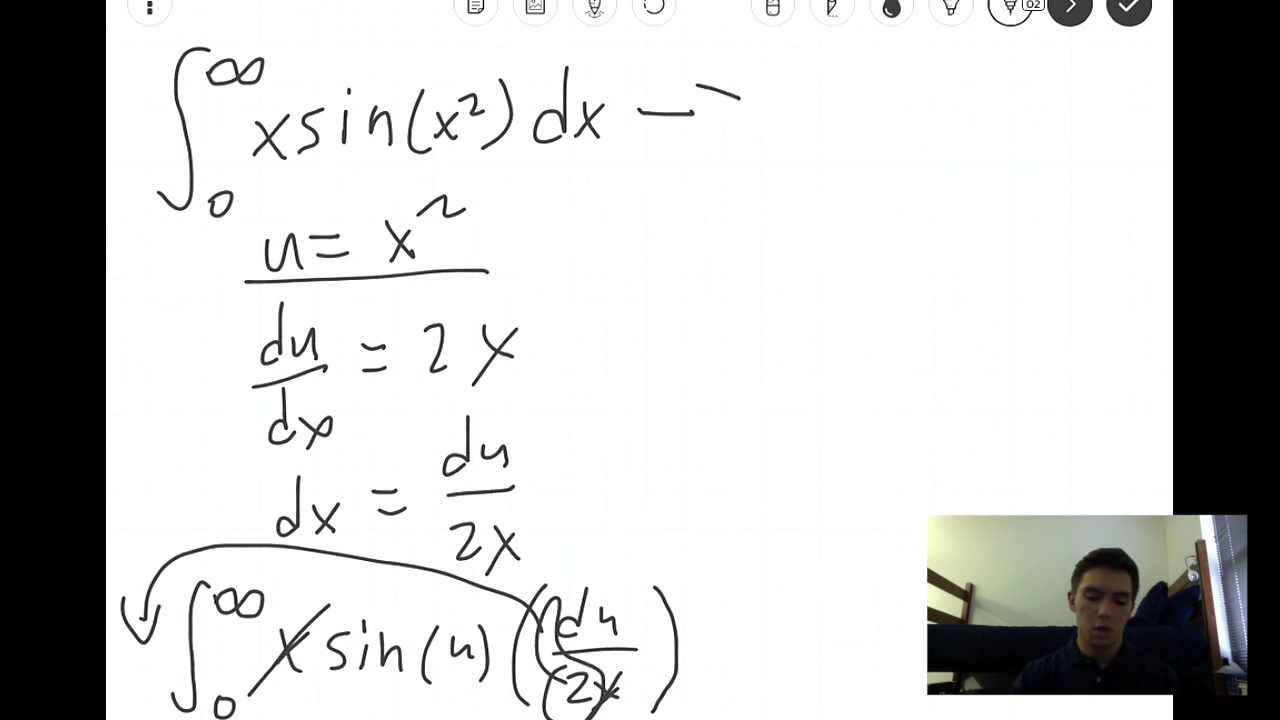 ∫₀^∞ x sin(x²) dx —
u = x²
du/dx = 2x
dx = du/2x
∫₀^∞ x sin(u) (du/2x)